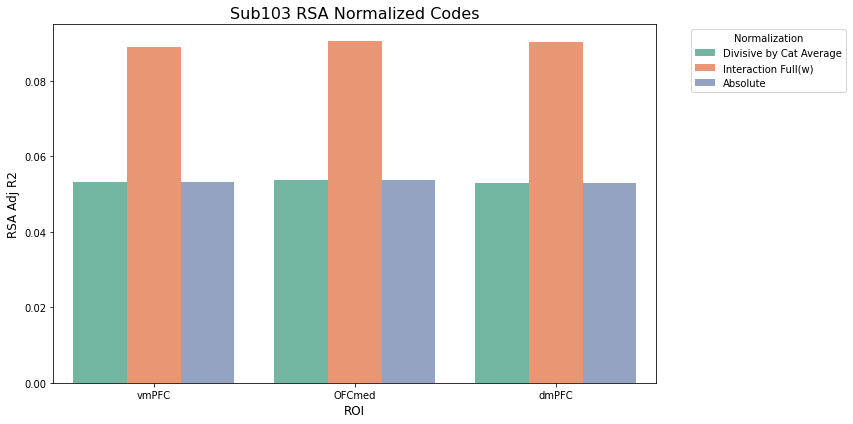 Sub103 RSA Normalized Codes
Normalization
Divisive by Cat Average
Interaction Full(w)
Absolute
RSA Adj R2
0.08
0.06
0.04
0.02
0.00
vmPFC
OFCmed
dmPFC
ROI